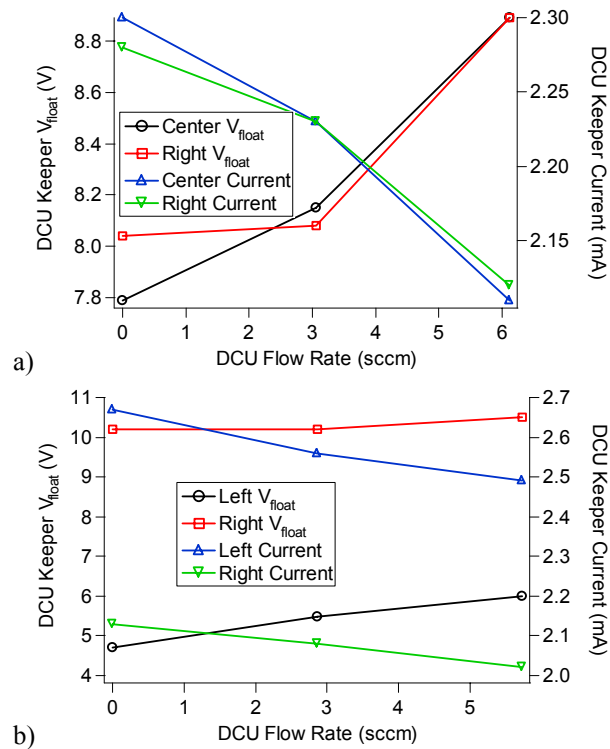 8.8
8.6
8.4
8.2
8.0
7.8
DCU Keeper Vfloat (V)
2.30
2.25
2.20
2.15
DCU Keeper Current (mA)
Center Vfloat
Right Vfloat
Center Current
Right Current
0 1 2 3 4 5 6
DCU Flow Rate (sccm)
a)
11
10
9
8
7
6
5
4
DCU Keeper Vfloat (V)
2.7
2.6
2.5
2.4
2.3
2.2
2.1
2.0
DCU Keeper Current (mA)
Left Vfloat
Right Vfloat
Left Current
Right Current
0 1 2 3 4 5
DCU Flow Rate (sccm)
b)